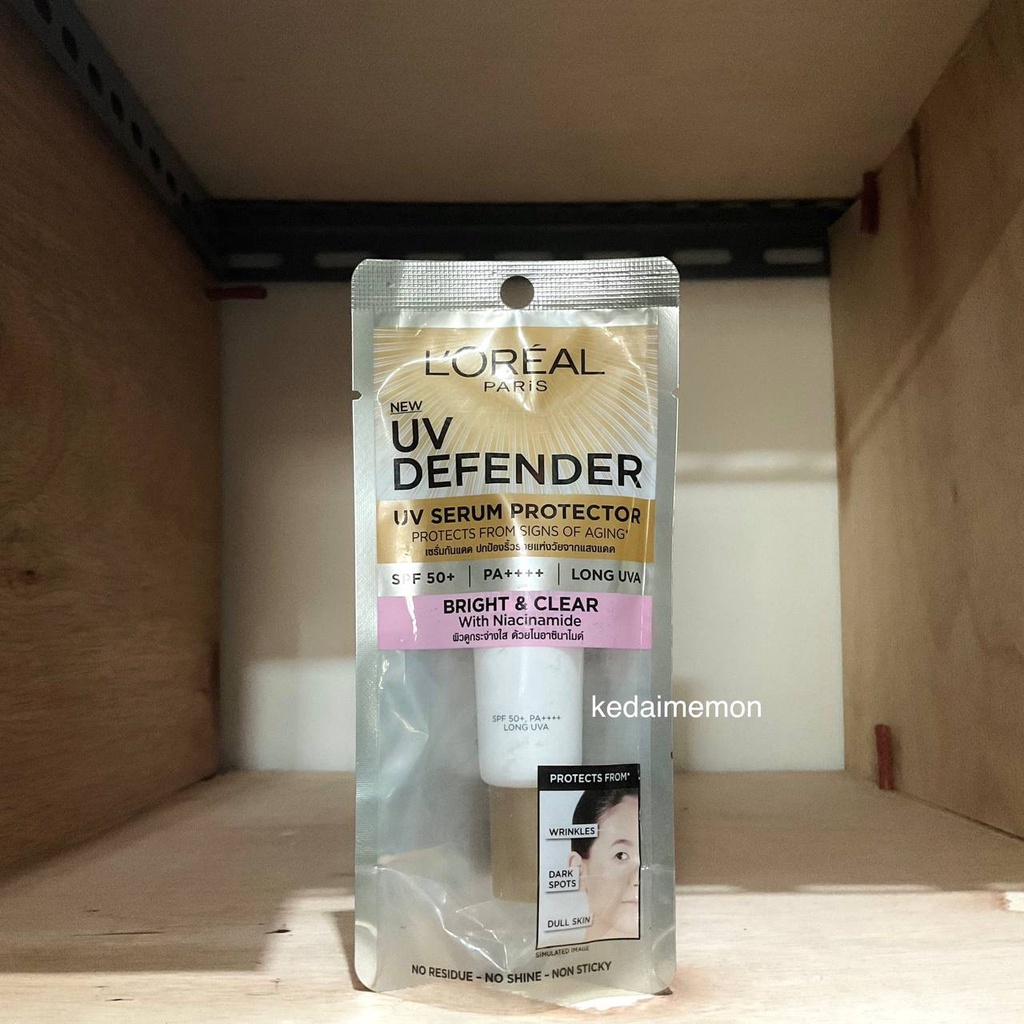 L'ORÉAL
PARiS
NEW
UV
DEFENDER
UV SERUM PROTECTOR
PROTECTS FROM SIGNS OF AGING*
เซรั่มกันแดด ปกป้องริ้วรอยแห่งวัยจากแสงแดด
SPF 50+ | PA++++ | LONG UVA
BRIGHT & CLEAR
With Niacinamide
ผิวดูกระจ่างใส ด้วยไนอาซินาไมด์
SPF 50+, PA++++
LONG UVA
kedaimemon
PROTECTS FROM*
WRINKLES
DARK
SPOTS
DULL SKIN
SIMULATED IMAGE
NO RESIDUE – NO SHINE – NON STICKY